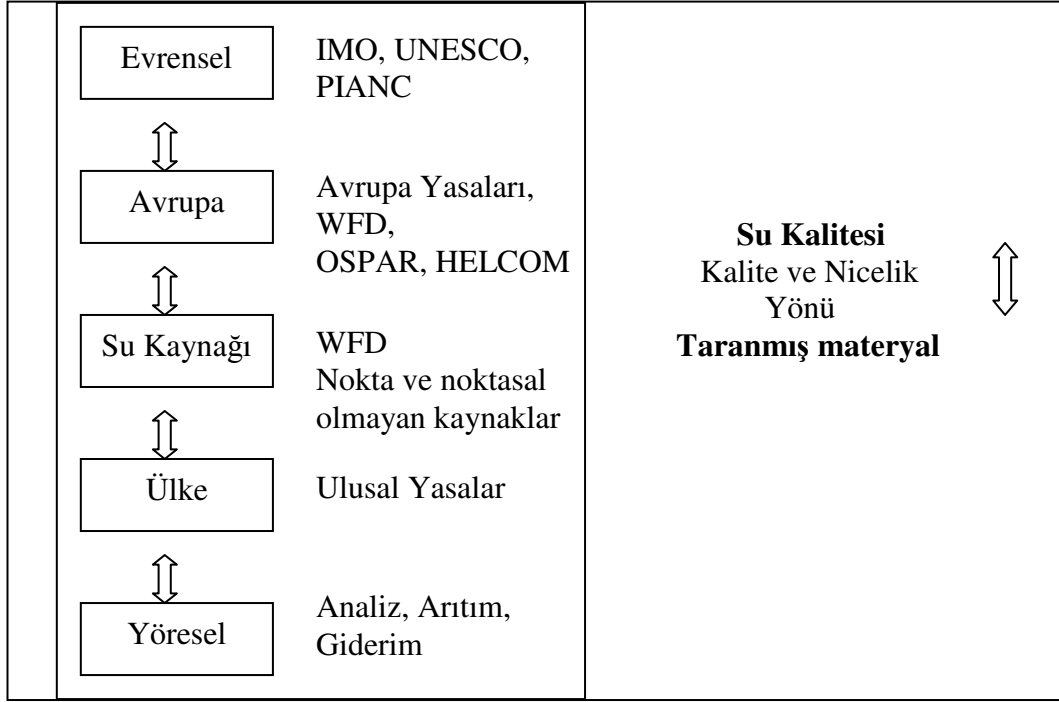 Evrensel
IMO, UNESCO,
PIANC
Avrupa
Avrupa Yasaları,
WFD,
OSPAR, HELCOM
Su Kaynağı
WFD
Nokta ve noktasal
olmayan kaynaklar
Ülke
Ulusal Yasalar
Yöresel
Analiz, Arıtım,
Giderim
Su Kalitesi
Kalite ve Nicelik
Yönü
Taranmış materyal